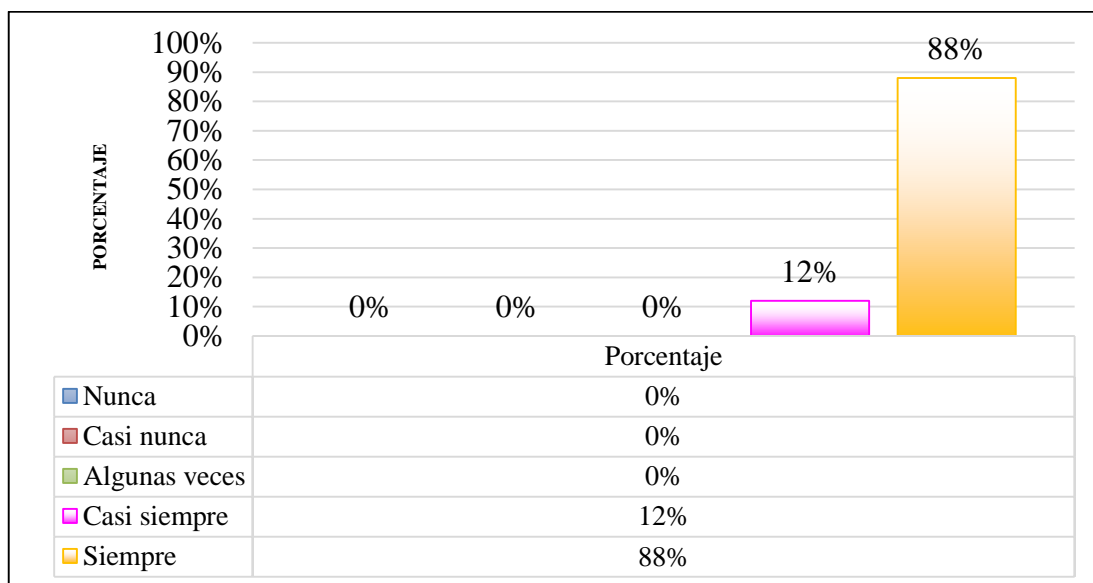 100%
90%
80%
70%
60%
50%
40%
30%
20%
10%
0%
PORCENTAJE
0%
0%
0%
12%
88%
Porcentaje
Nunca 0%
Casi nunca 0%
Algunas veces 0%
Casi siempre 12%
Siempre 88%